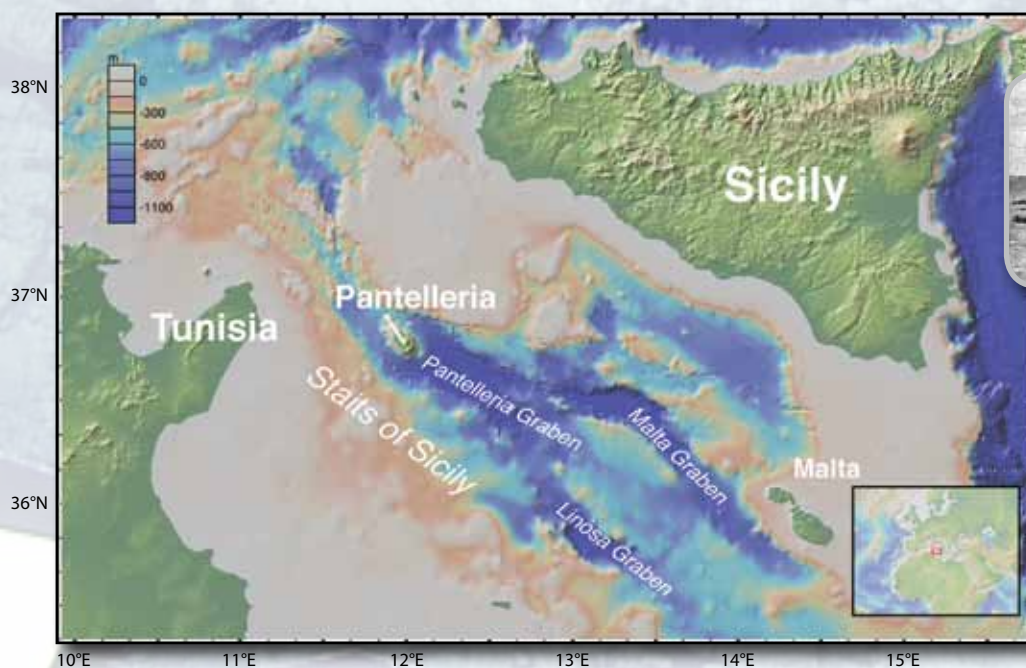 m
0
-300
-600
-800
-1100
38°N
37°N
36°N
Sicily
Pantelleria
Tunisia
Pantelleria Graben
Staits of Sicily
Malta Graben
Malta
Linosa Graben
10°E 11°E 12°E 13°E 14°E 15°E